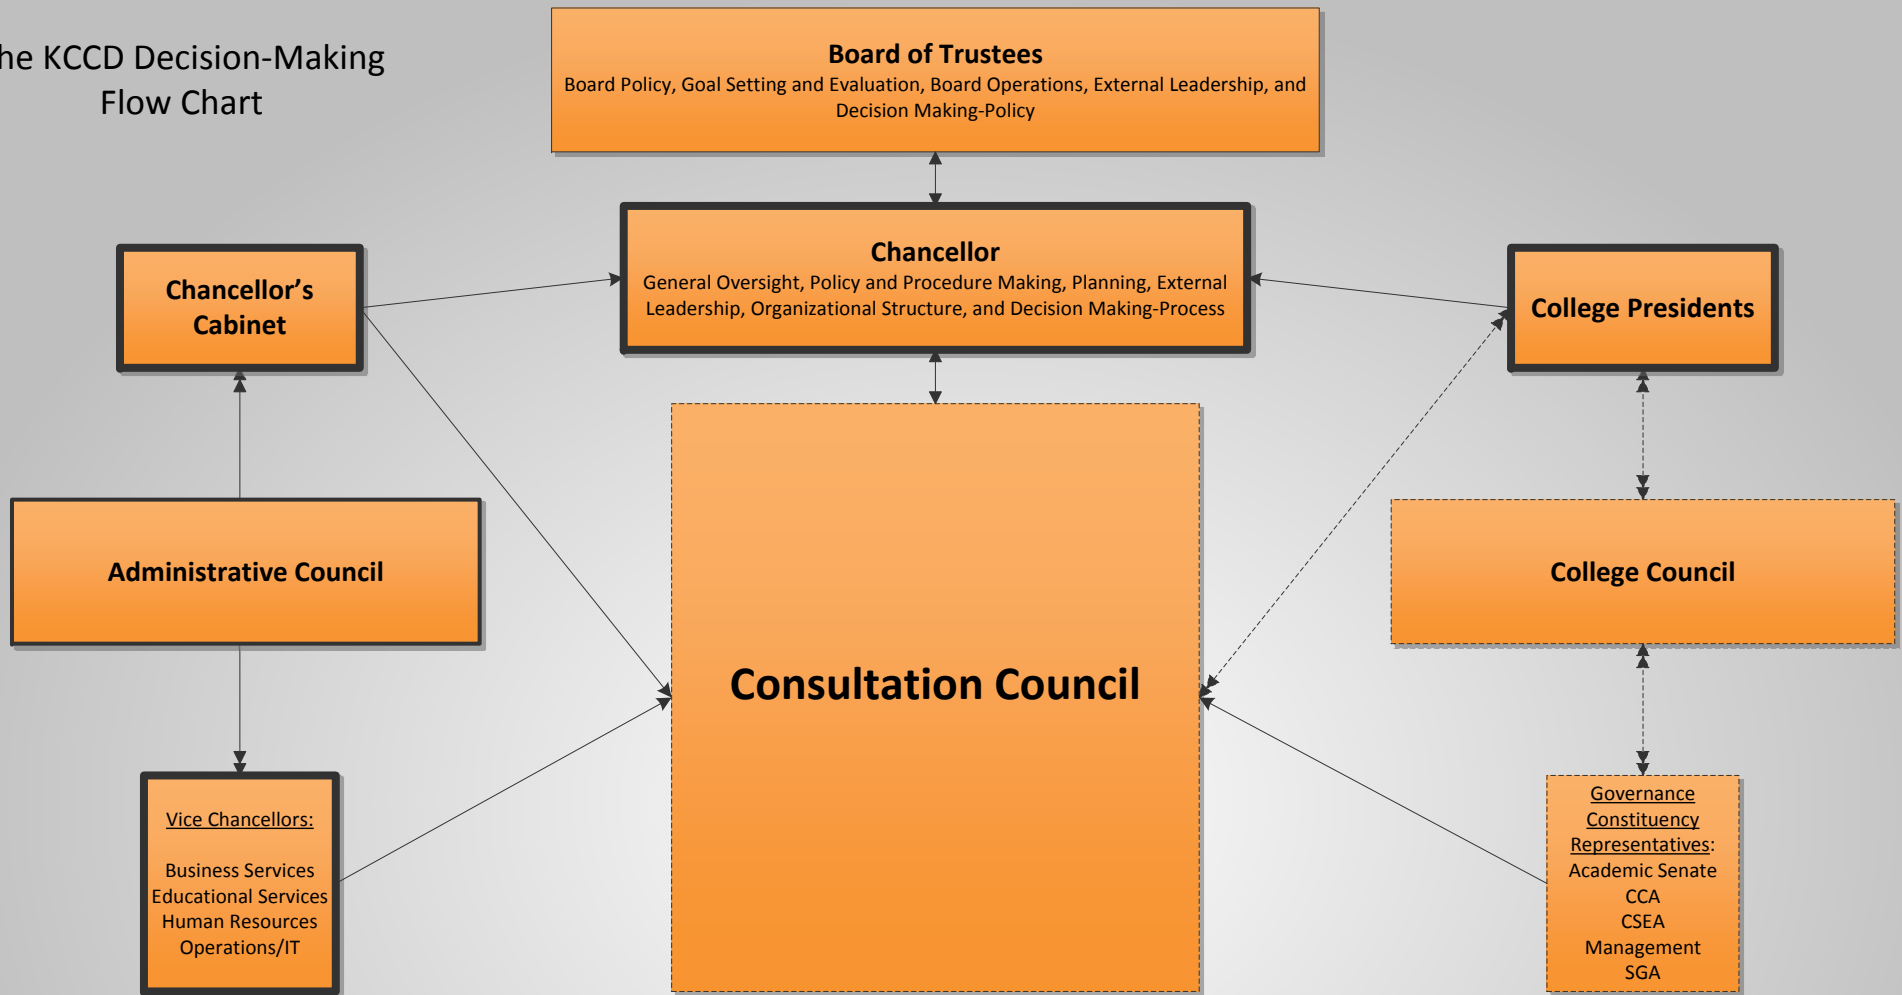 he KCCD Decision-Making
Flow Chart
Board of Trustees
Board Policy, Goal Setting and Evaluation, Board Operations, External Leadership, and
Decision Making-Policy
Chancellor
General Oversight, Policy and Procedure Making, Planning, External
Leadership, Organizational Structure, and Decision Making-Process
Chancellor’s
Cabinet
College Presidents
Administrative Council
College Council
Consultation Council
Vice Chancellors:
Business Services
Educational Services
Human Resources
Operations/IT
Governance
Constituency
Representatives:
Academic Senate
CCA
CSEA
Management
SGA